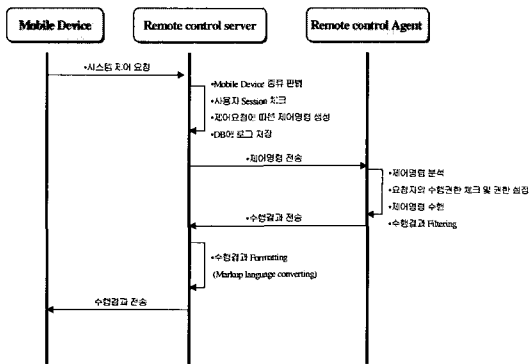 Mobile Device
Remote control server
Remote control Agent
•시스템 제어 요청
•Mobile Device 종류 판별
•사용자 Session 체크
•제어요청에 따른 제어명령 생성
•DB에 로그 저장
•제어명령 전송
•제어명령 분석
•요청자의 수행권한 체크 및 권한 설정
•제어명령 수행
•수행결과 Filtering
•수행결과 전송
•수행결과 Formatting
(Markup language converting)
수행결과 전송